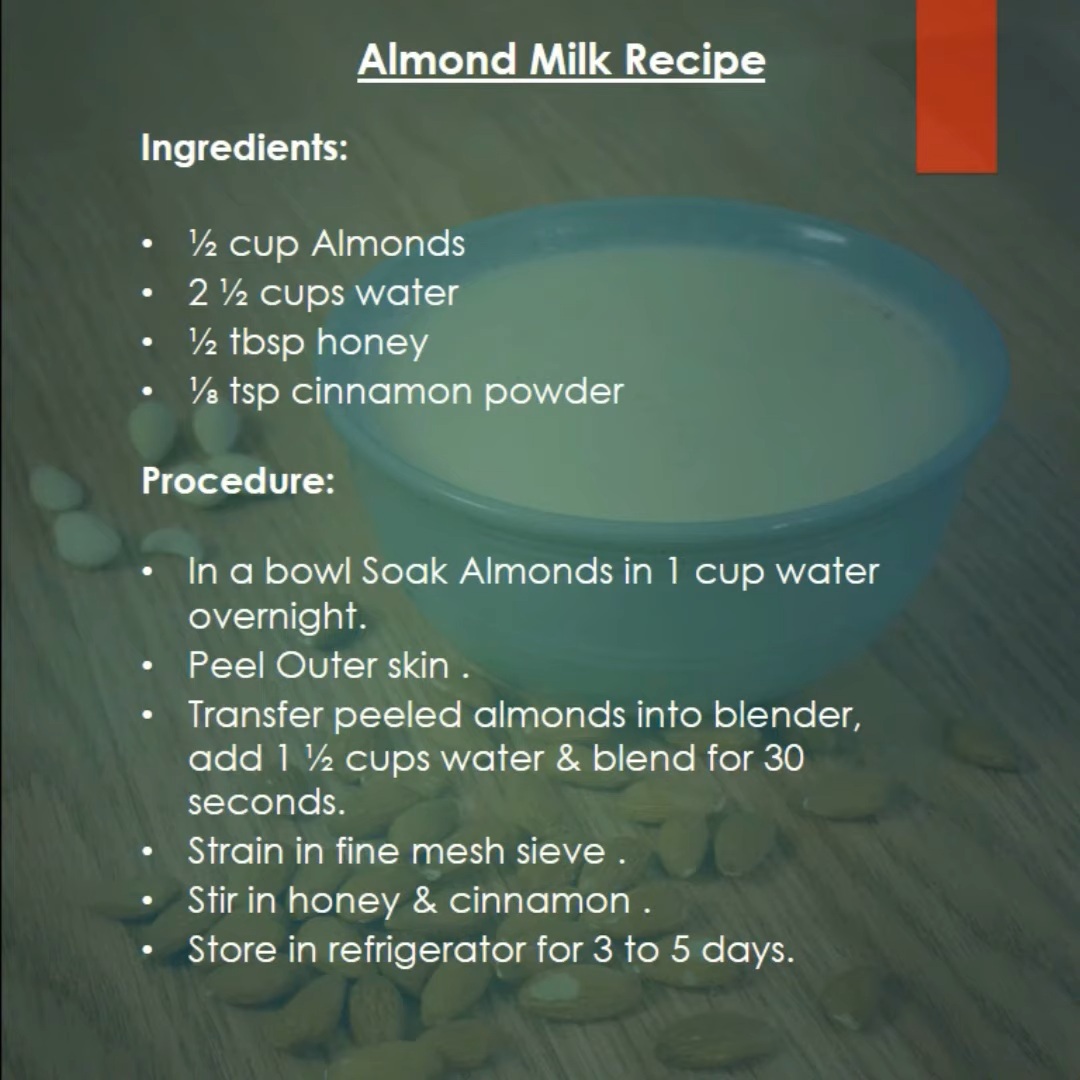 Almond Milk Recipe
Ingredients:
• ½ cup Almonds
• 2 ½ cups water
• ½ tbsp honey
• ⅛ tsp cinnamon powder
Procedure:
• In a bowl Soak Almonds in 1 cup water
overnight.
• Peel Outer skin .
• Transfer peeled almonds into blender,
add 1 ½ cups water & blend for 30
seconds.
• Strain in fine mesh sieve .
• Stir in honey & cinnamon .
• Store in refrigerator for 3 to 5 days.